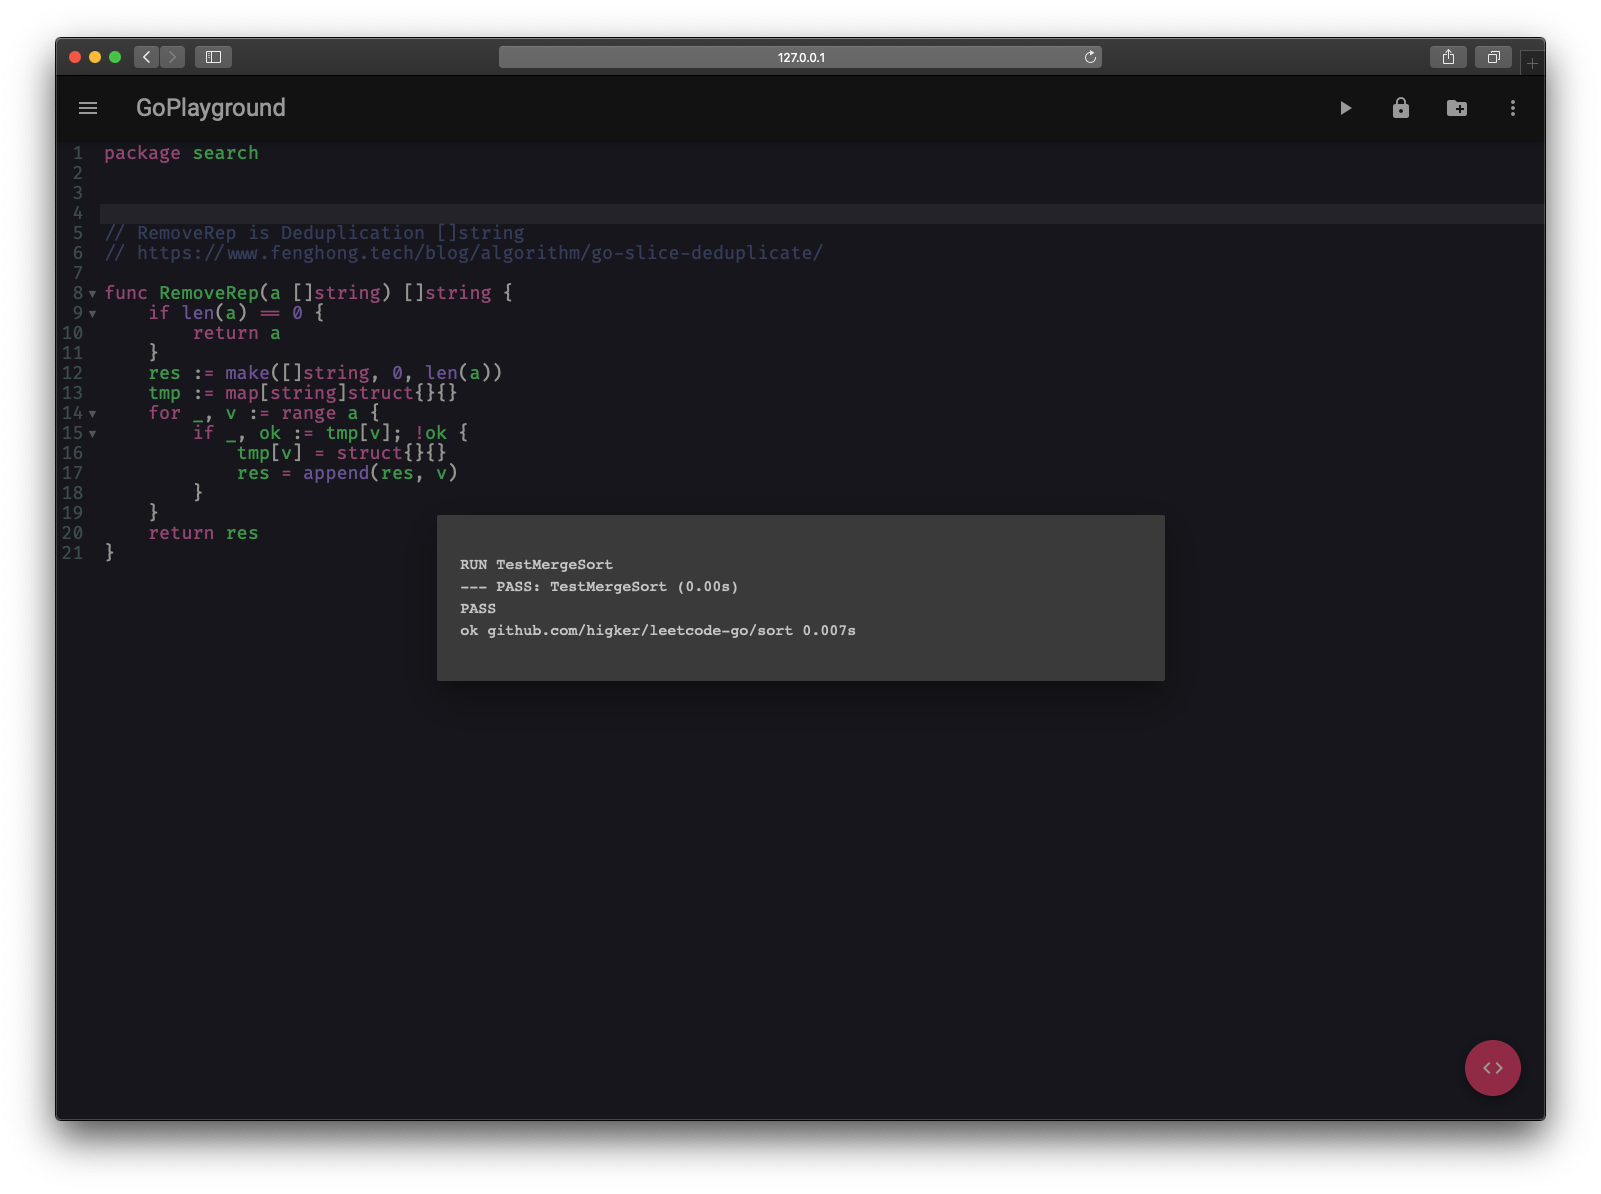 127.0.0.1
GoPlayground
1 package search
2
3
4
5 // RemoveRep is Deduplication []string
6 // https://www.fenghong.tech/blog/algorithm/go-slice-deduplicate/
7
8 func RemoveRep(a []string) []string {
9     if len(a) == 0 {
10         return a
11     }
12     res := make([]string, 0, len(a))
13     tmp := map[string]struct{}{}
14     for _, v := range a {
15         if _, ok := tmp[v]; !ok {
16             tmp[v] = struct{}{}
17             res = append(res, v)
18         }
19     }
20     return res
21 }
RUN TestMergeSort
--- PASS: TestMergeSort (0.00s)
PASS
ok github.com/higker/leetcode-go/sort 0.007s